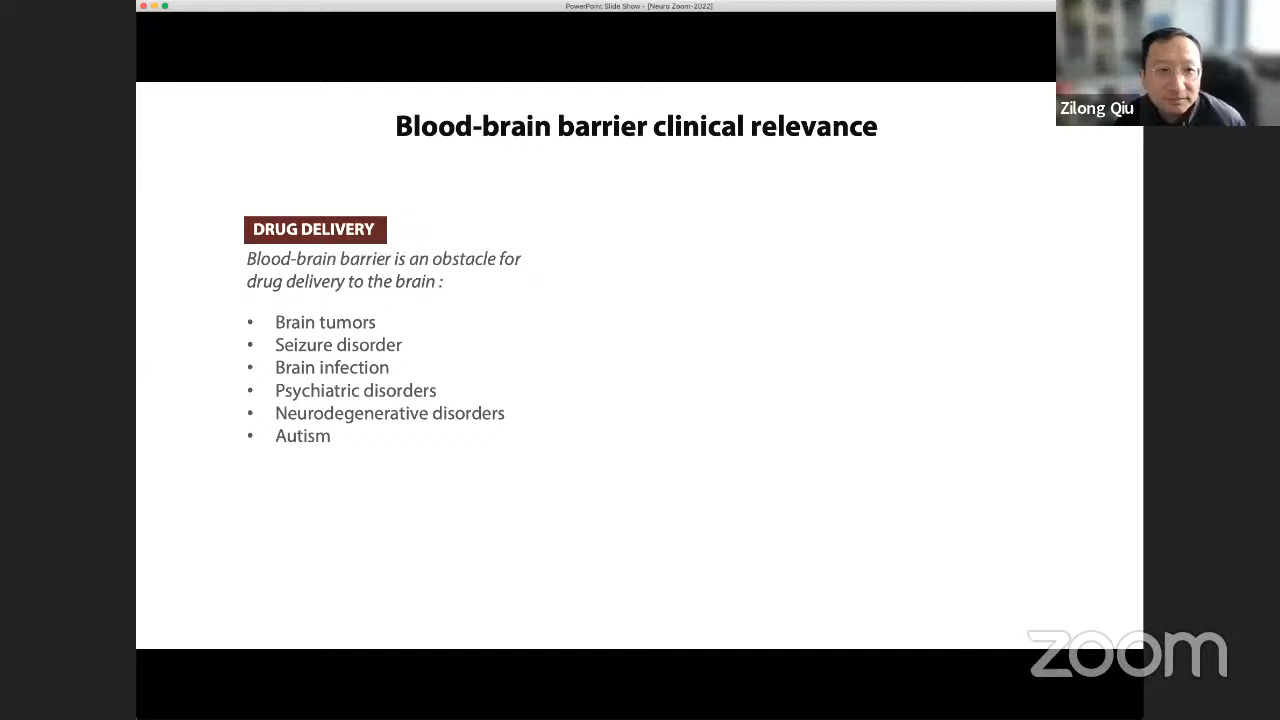 PowerPoint Slide Show - [Neuro Zoom-2022]
Zilong Qiu
Blood-brain barrier clinical relevance
DRUG DELIVERY
Blood-brain barrier is an obstacle for
drug delivery to the brain :
• Brain tumors
• Seizure disorder
• Brain infection
• Psychiatric disorders
• Neurodegenerative disorders
• Autism
zoom